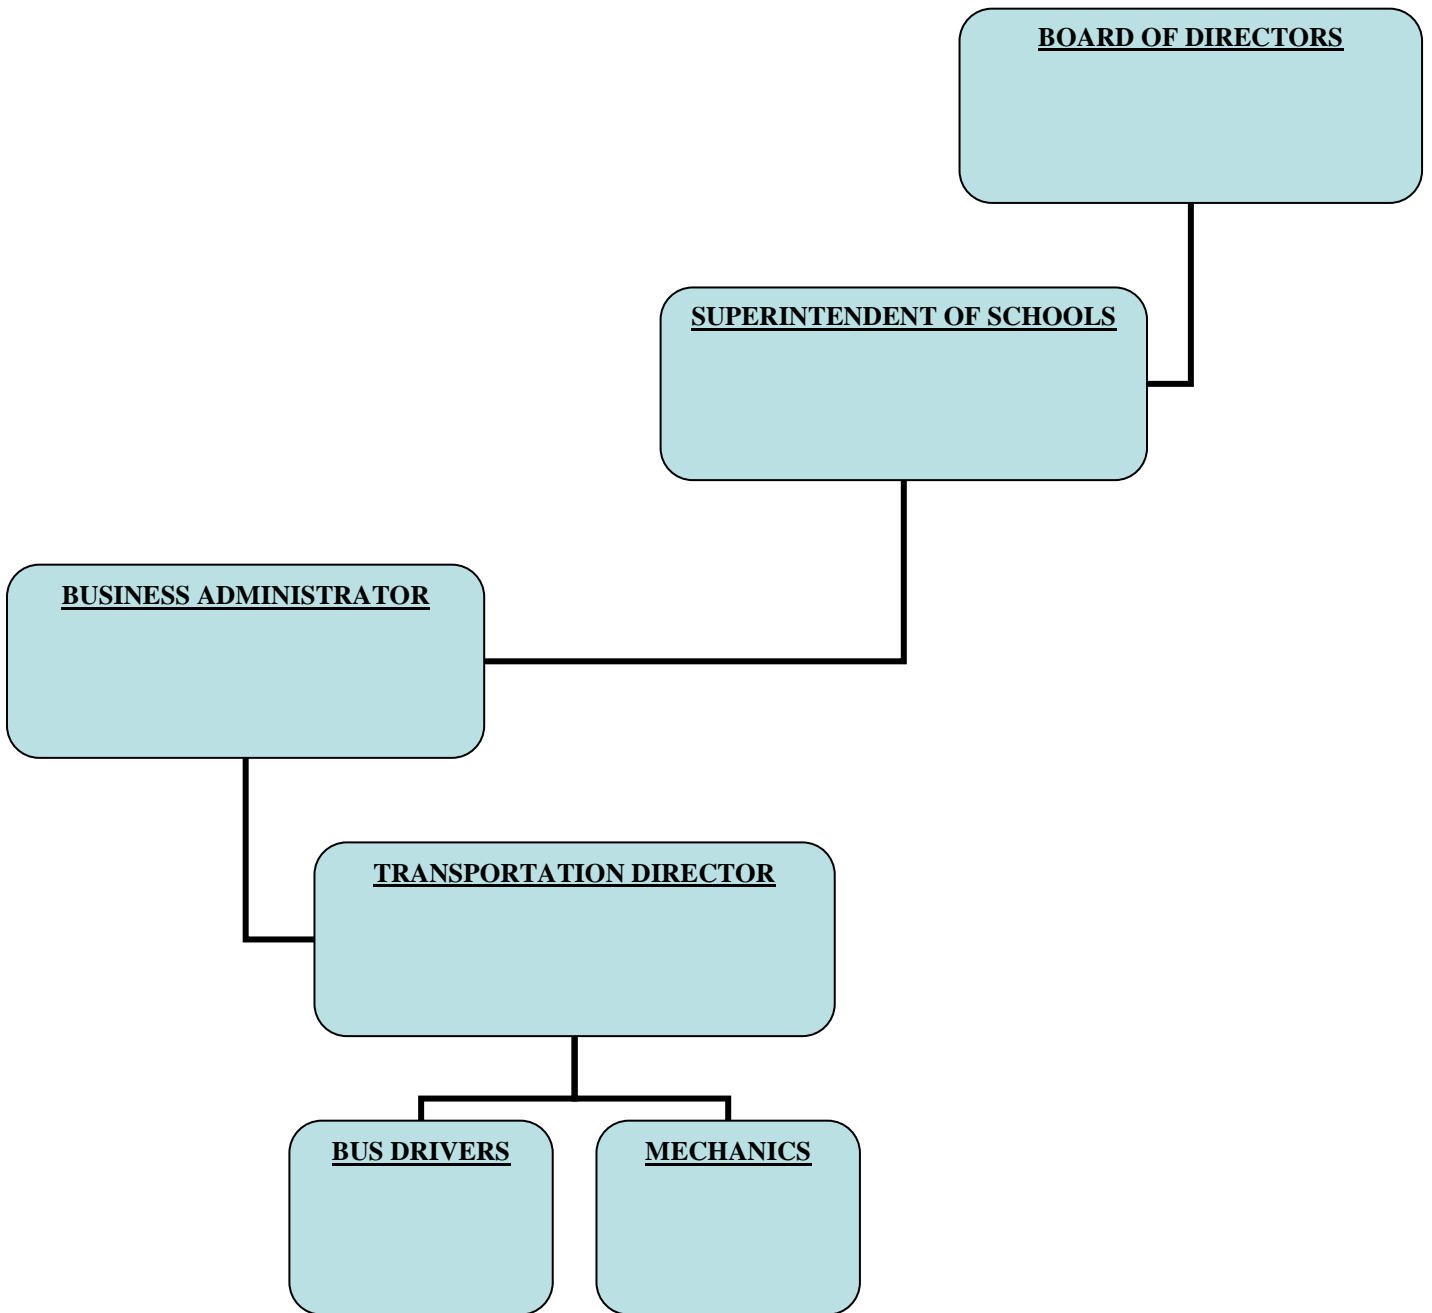 BOARD OF DIRECTORS
SUPERINTENDENT OF SCHOOLS
BUSINESS ADMINISTRATOR
TRANSPORTATION DIRECTOR
BUS DRIVERS
MECHANICS